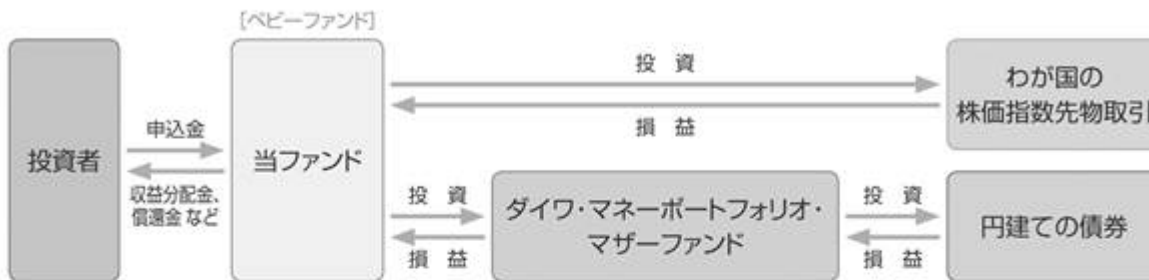 [ベビーファンド]
投資者
申込金
収益分配金、
償還金 など
当ファンド
投 資
損 益
わが国の
株価指数先物取引
投 資
損 益
ダイワ・マネーポートフォリオ・
マザーファンド
投 資
損 益
円建ての債券